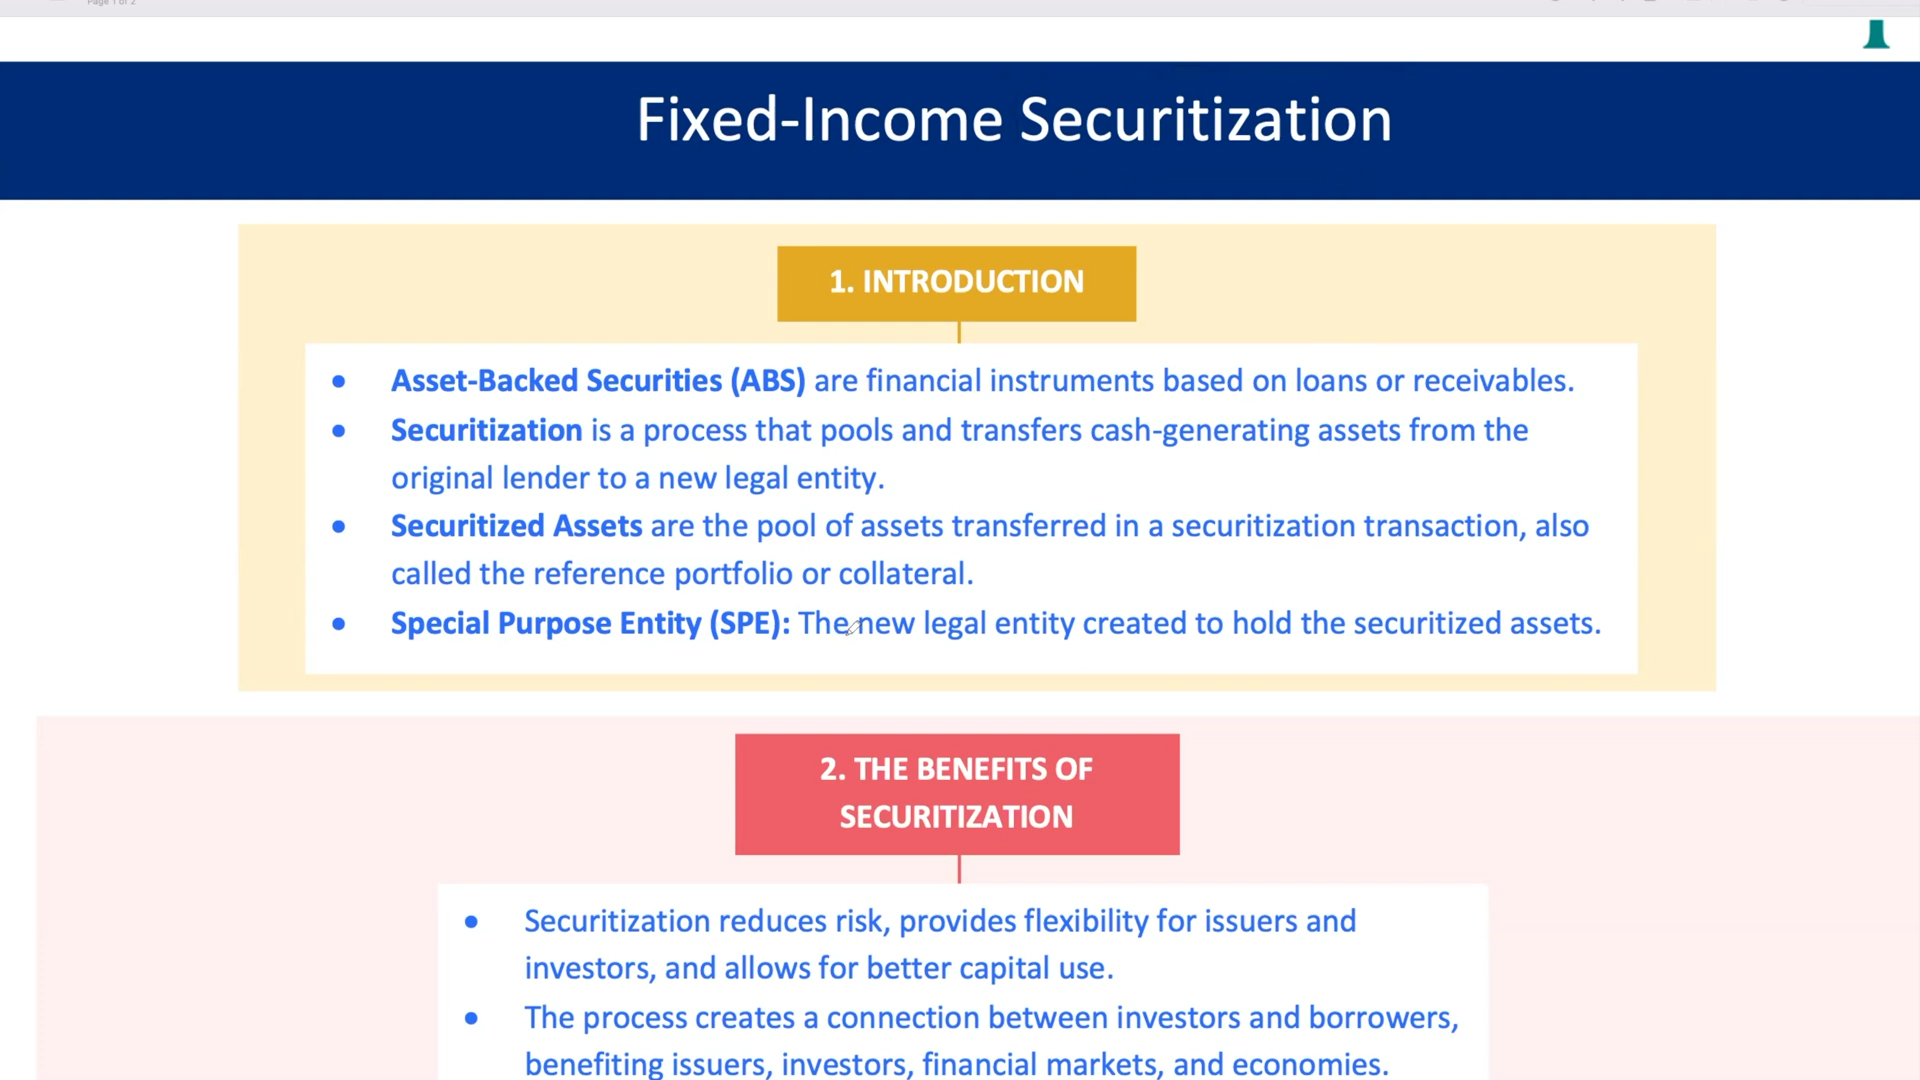 Page 1 of 2
Fixed-Income Securitization
1. INTRODUCTION
• Asset-Backed Securities (ABS) are financial instruments based on loans or receivables.
• Securitization is a process that pools and transfers cash-generating assets from the
original lender to a new legal entity.
• Securitized Assets are the pool of assets transferred in a securitization transaction, also
called the reference portfolio or collateral.
• Special Purpose Entity (SPE): The new legal entity created to hold the securitized assets.
2. THE BENEFITS OF
SECURITIZATION
• Securitization reduces risk, provides flexibility for issuers and
investors, and allows for better capital use.
• The process creates a connection between investors and borrowers,
benefiting issuers, investors, financial markets, and economies.